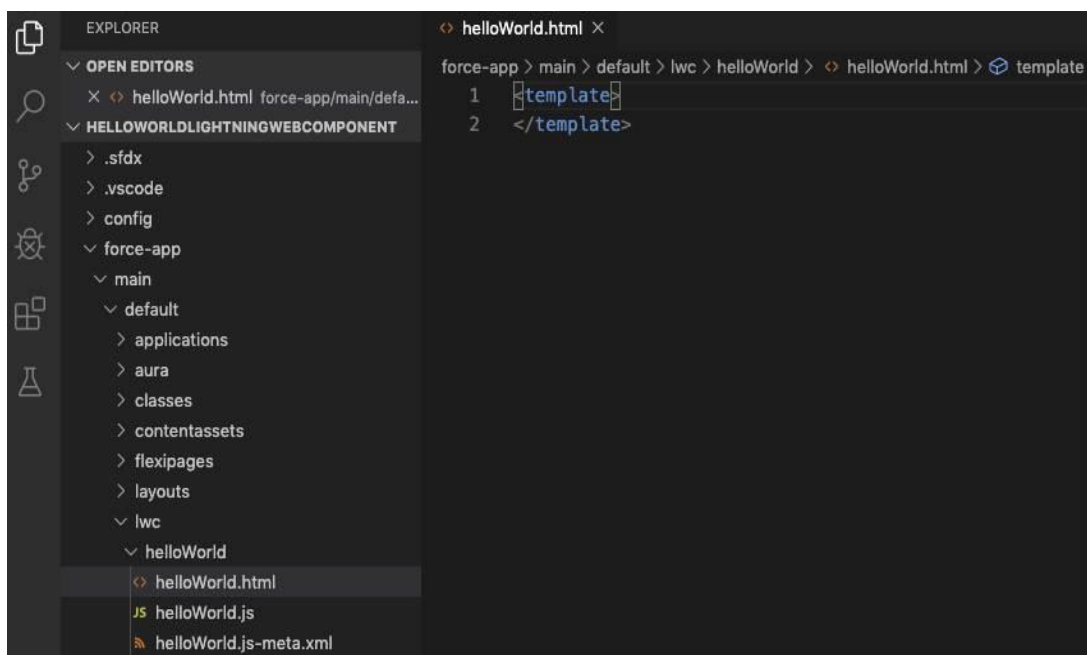 EXPLORER
OPEN EDITORS
helloWorld.html force-app/main/defa...
HELLOWORLDLIGHTNINGWEBCOMPONENT
.sfdx
.vscode
config
force-app
main
default
applications
aura
classes
contentassets
flexipages
layouts
lwc
helloWorld
helloWorld.html
JS helloWorld.js
helloWorld.js-meta.xml
helloWorld.html
force-app > main > default > lwc > helloWorld > helloWorld.html > template
1 <template>
2 </template>